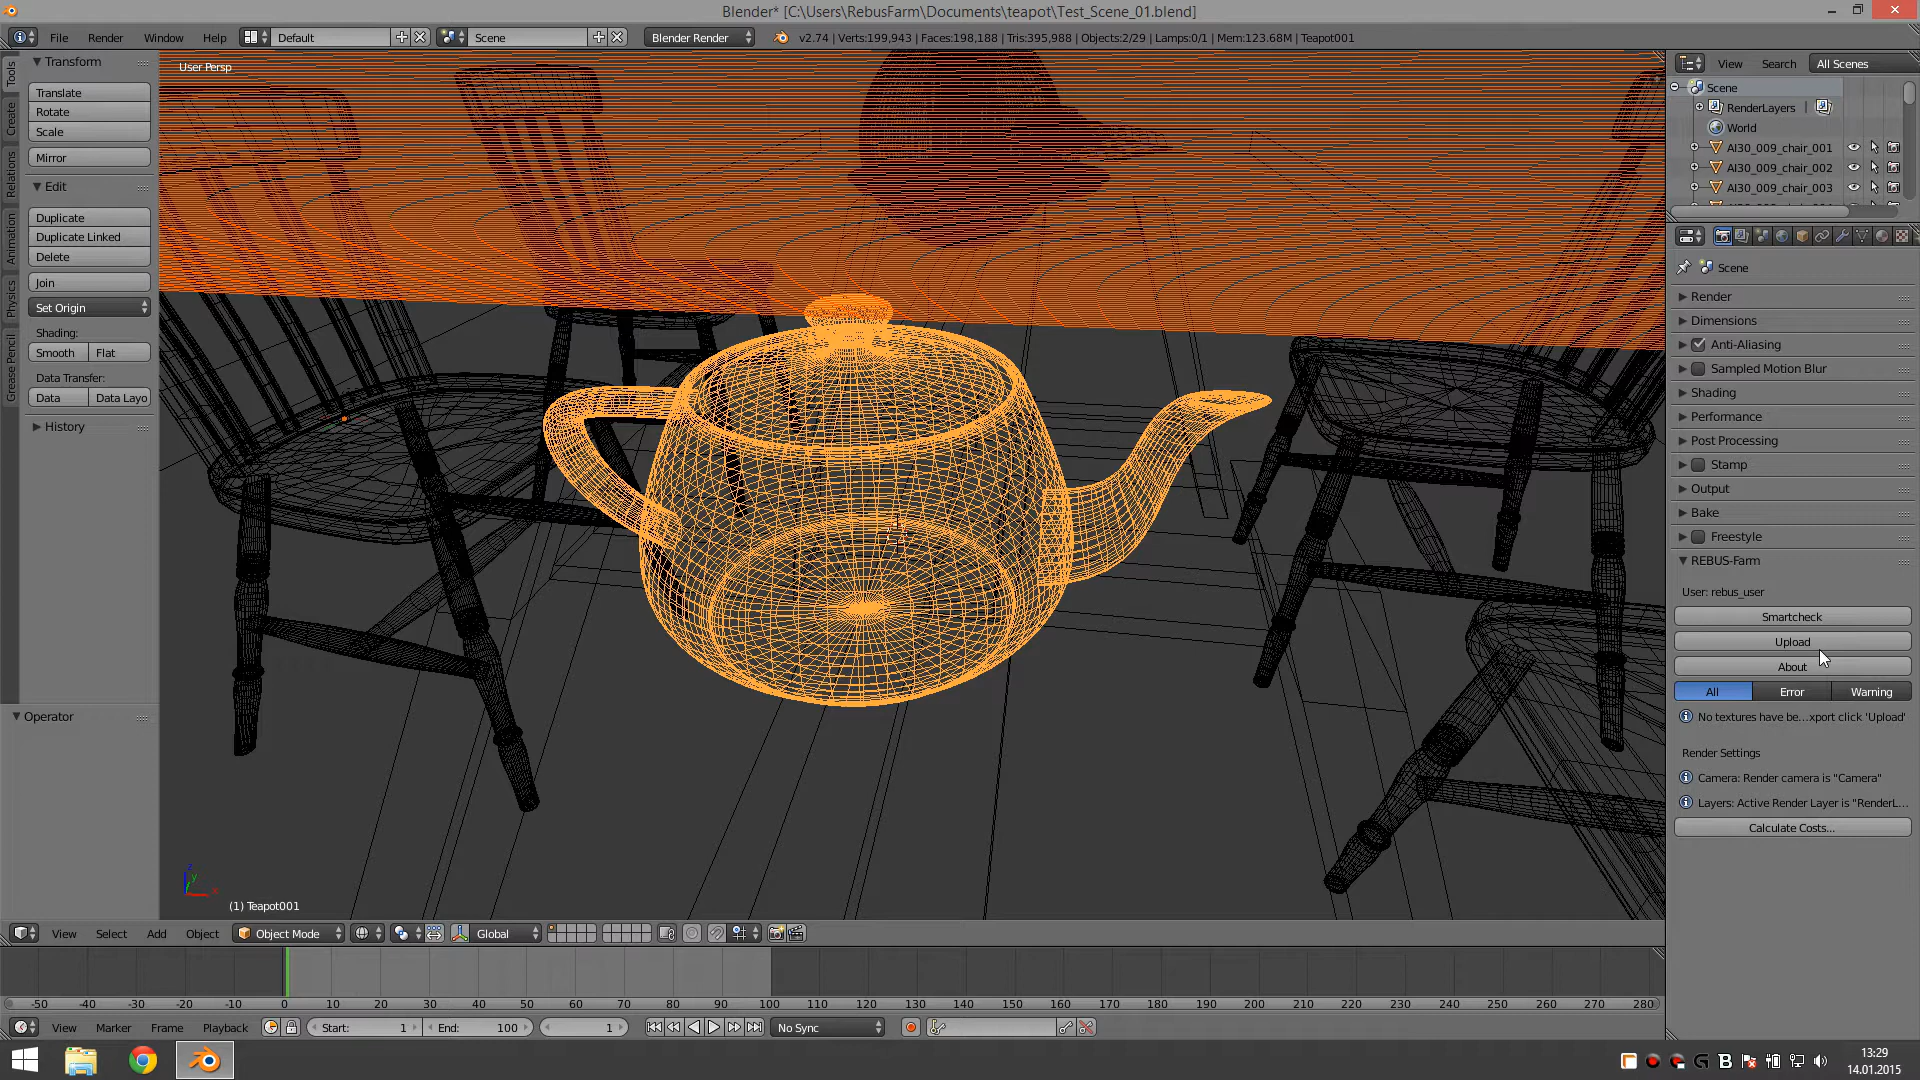 Blender* [C:\Users\RebusFarm\Documents\teapot\Test_Scene_01.blend]
File Render Window Help Default Scene Blender Render v2.74 | Verts:199,943 | Faces:198,188 | Tris:395,988 | Objects:2/29 | Lamps:0/1 | Mem:123.68M | Teapot001
Tools
Create
Relations
Animation
Physics
Grease Pencil
Transform
Translate
Rotate
Scale
Mirror
Edit
Duplicate
Duplicate Linked
Delete
Join
Set Origin
Shading:
Smooth Flat
Data Transfer:
Data Data Layo
History
Operator
User Persp
(1) Teapot001
View Search All Scenes
Scene
RenderLayers |
World
AI30_009_chair_001
AI30_009_chair_002
AI30_009_chair_003
Scene
Render
Dimensions
Anti-Aliasing
Sampled Motion Blur
Shading
Performance
Post Processing
Stamp
Output
Bake
Freestyle
REBUS-Farm
User: rebus_user
Smartcheck
Upload
About
All Error Warning
No textures have be...xport click 'Upload'
Render Settings
Camera: Render camera is "Camera"
Layers: Active Render Layer is "RenderL...
Calculate Costs...
View Select Add Object Object Mode Global
-50 -40 -30 -20 -10 0 10 20 30 40 50 60 70 80 90 100 110 120 130 140 150 160 170 180 190 200 210 220 230 240 250 260 270 280
View Marker Frame Playback Start: 1 End: 100 1 No Sync
13:29
14.01.2015